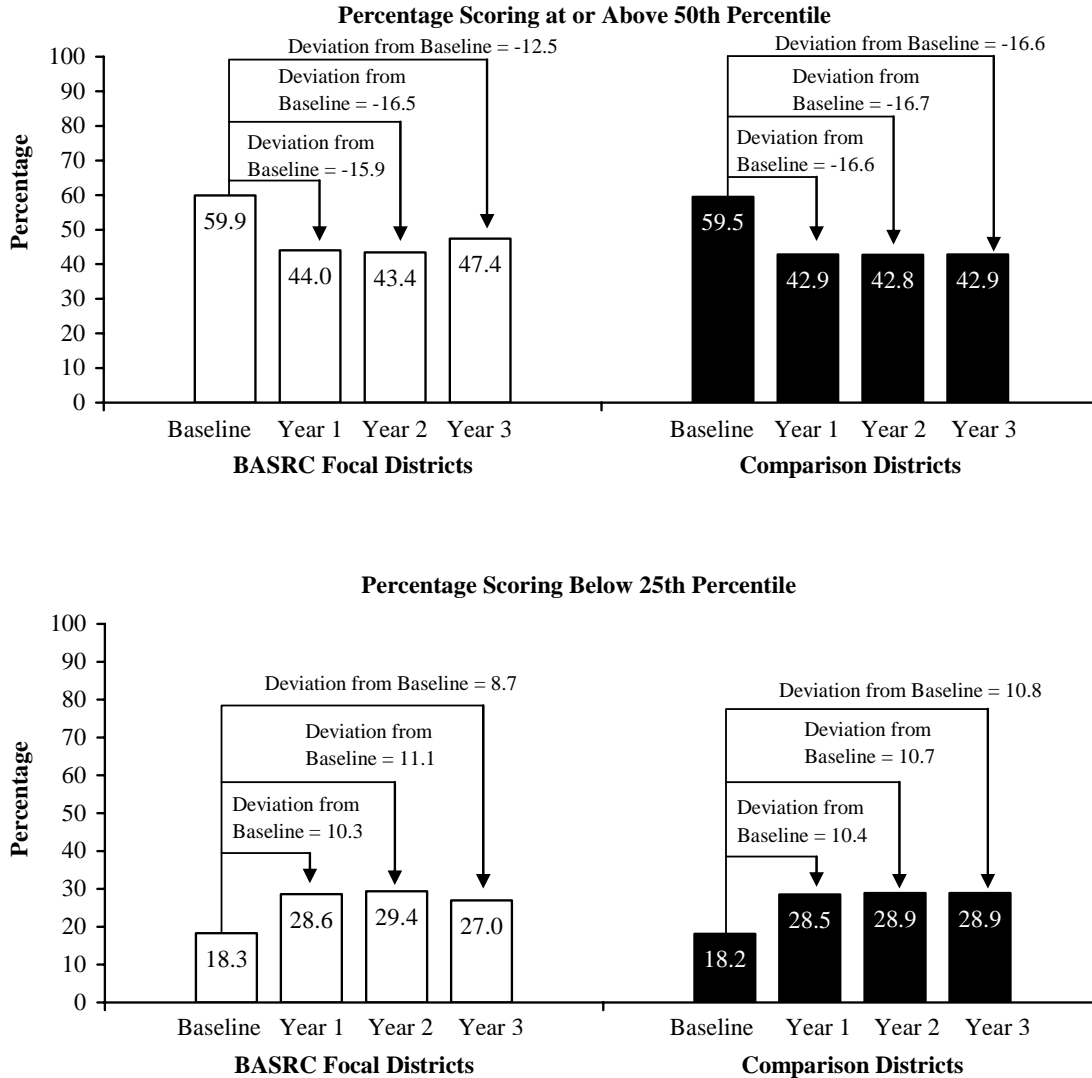 Percentage Scoring at or Above 50th Percentile
Percentage
100
90
80
70
60
50
40
30
20
10
0
Deviation from Baseline = -12.5
Deviation from
Baseline = -16.5
Deviation from
Baseline = -15.9
59.9
44.0
43.4
47.4
Baseline Year 1 Year 2 Year 3
BASRC Focal Districts
Deviation from Baseline = -16.6
Deviation from
Baseline = -16.7
Deviation from
Baseline = -16.6
59.5
42.9
42.8
42.9
Baseline Year 1 Year 2 Year 3
Comparison Districts
Percentage Scoring Below 25th Percentile
Percentage
100
90
80
70
60
50
40
30
20
10
0
Deviation from Baseline = 8.7
Deviation from
Baseline = 11.1
Deviation from
Baseline = 10.3
18.3
28.6
29.4
27.0
Baseline Year 1 Year 2 Year 3
BASRC Focal Districts
Deviation from Baseline = 10.8
Deviation from
Baseline = 10.7
Deviation from
Baseline = 10.4
18.2
28.5
28.9
28.9
Baseline Year 1 Year 2 Year 3
Comparison Districts